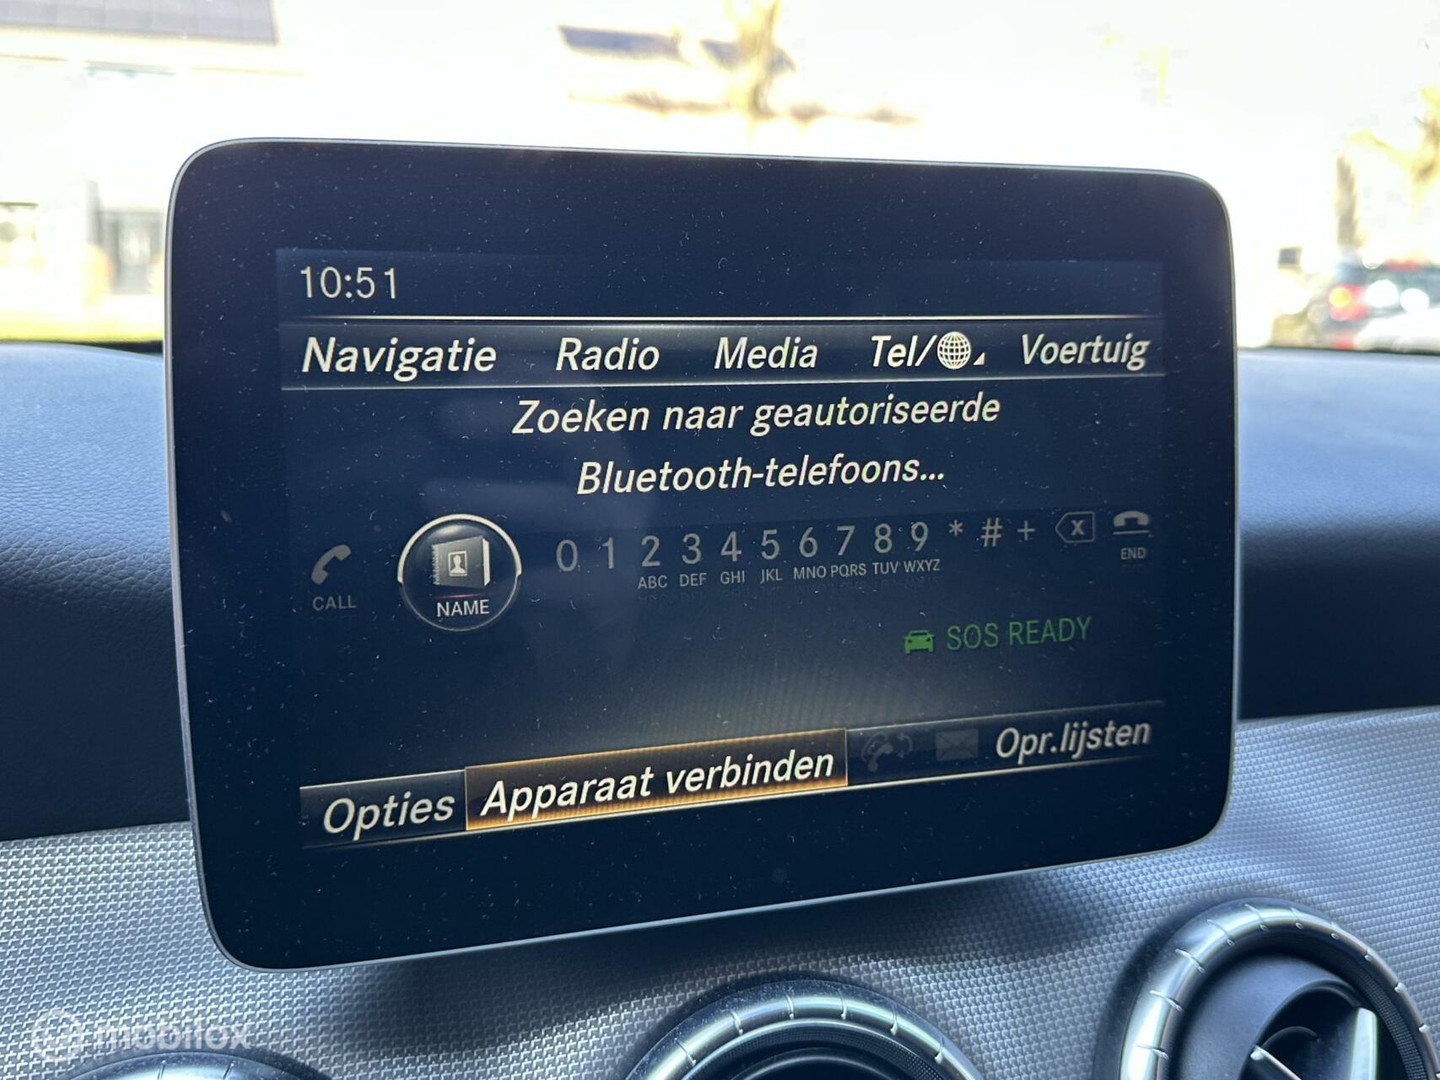 10:51
Navigatie Radio Media Tel/ Voertuig
Zoeken naar geautoriseerde
Bluetooth-telefoons...
0 1 2 3 4 5 6 7 8 9 * # + X
ABC DEF GHI JKL MNO PQRS TUV WXYZ
CALL NAME END
SOS READY
Opties Apparaat verbinden Opr.lijsten
mobilox